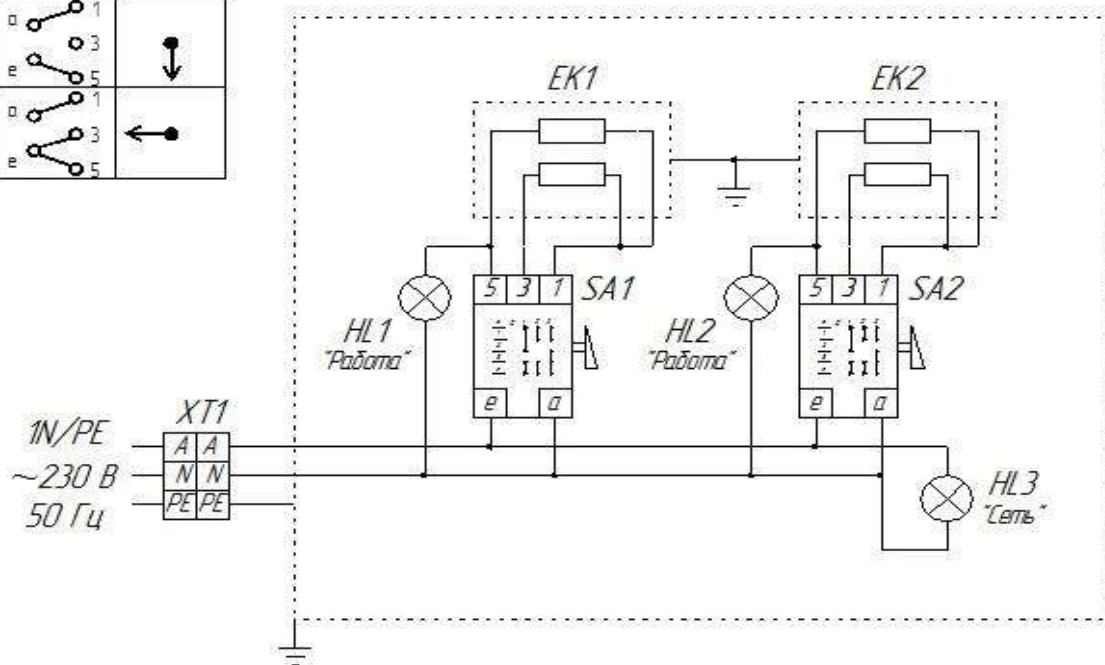 а 1
3
е 5
а 1
3
е 5
EK1 EK2
5 3 1 SA1
5 3 1 SA2
HL1
"Работа"
HL2
"Работа"
е а
е а
XT1
1N/PE
A A
~230 В
N N
50 Гц
PE PE
HL3
"Сеть"